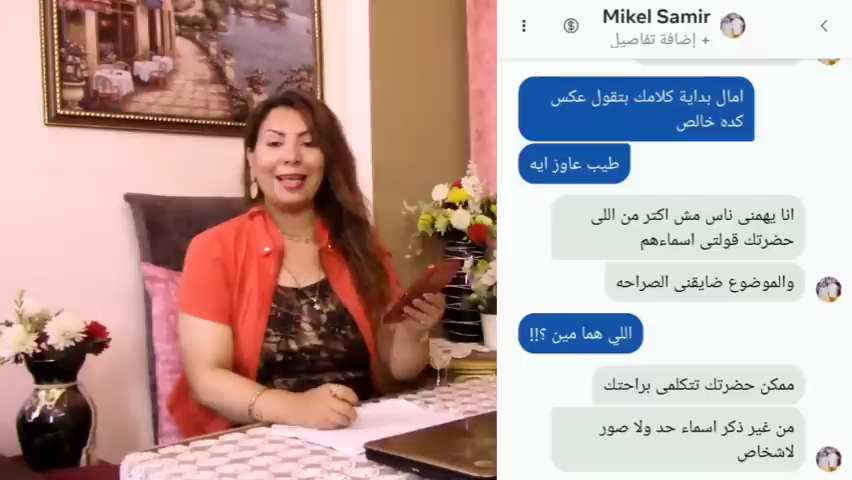 Mikel Samir
+ إضافة تفاصيل
امال بداية كلامك بتقول عكس
كده خالص
طيب عاوز ايه
انا يهمنى ناس مش اكتر من اللى
حضرتك قولتى اسماءهم
والموضوع ضايقنى الصراحه
اللي هما مين ؟!!
ممكن حضرتك تتكلمى براحتك
من غير ذكر اسماء حد ولا صور
لاشخاص